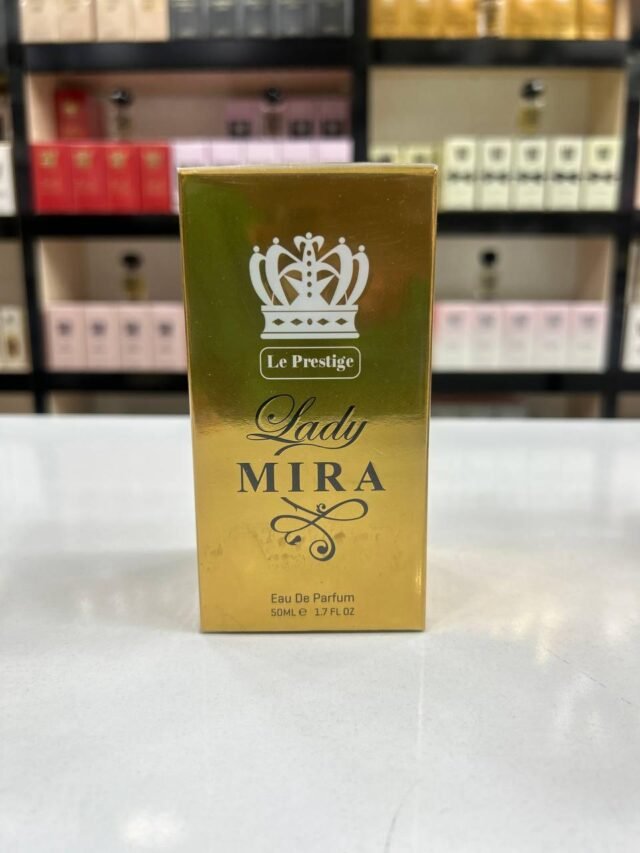 Le Prestige
Lady
MIRA
Eau De Parfum
50ML ℮ 1.7 FL OZ